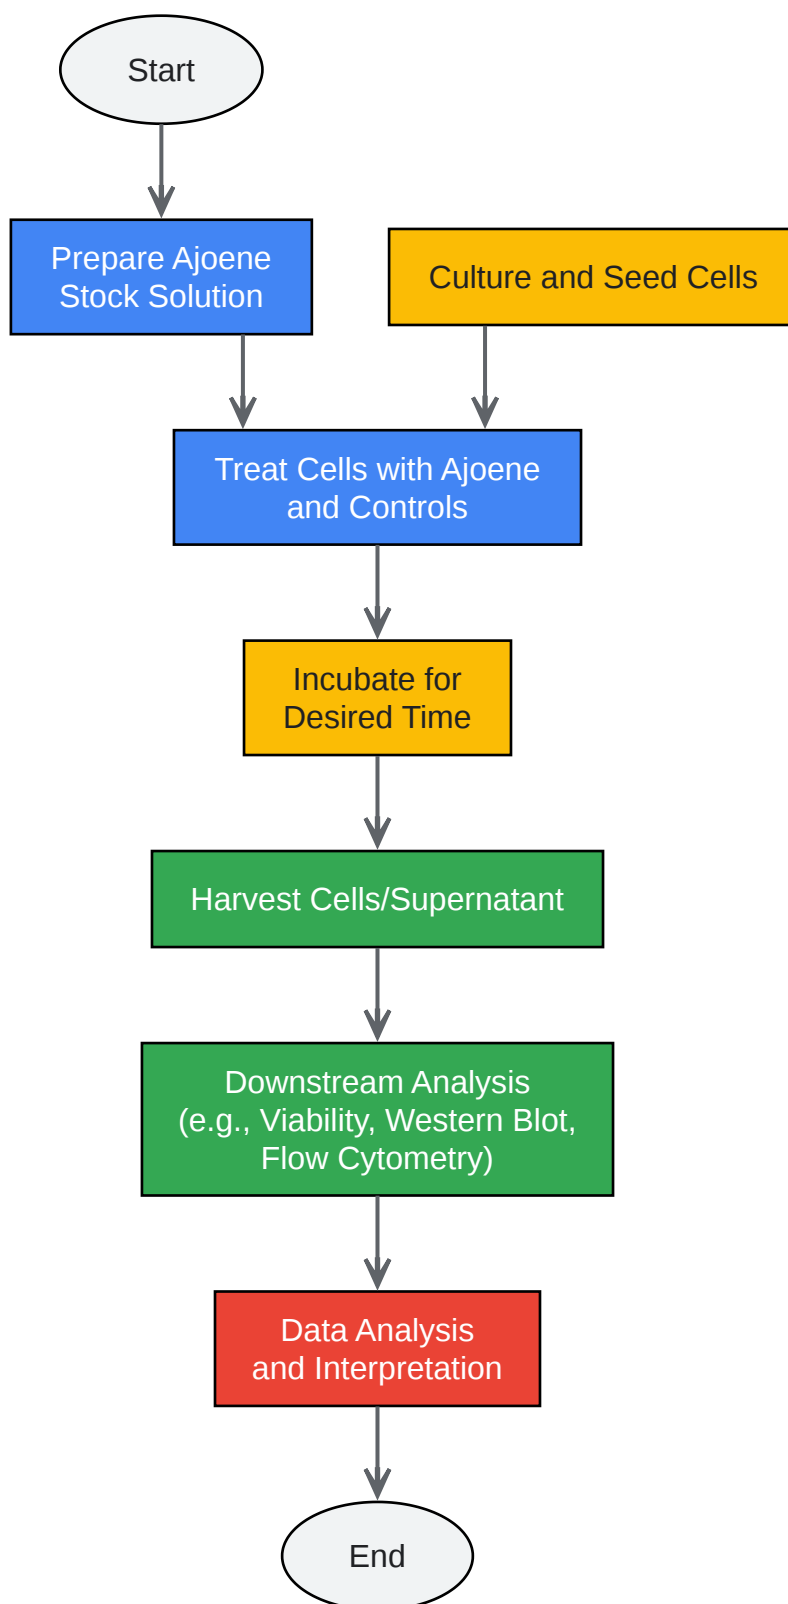 Start
Prepare Ajoene
Stock Solution
Culture and Seed Cells
Treat Cells with Ajoene
and Controls
Incubate for
Desired Time
Harvest Cells/Supernatant
Downstream Analysis
(e.g., Viability, Western Blot,
Flow Cytometry)
Data Analysis
and Interpretation
End